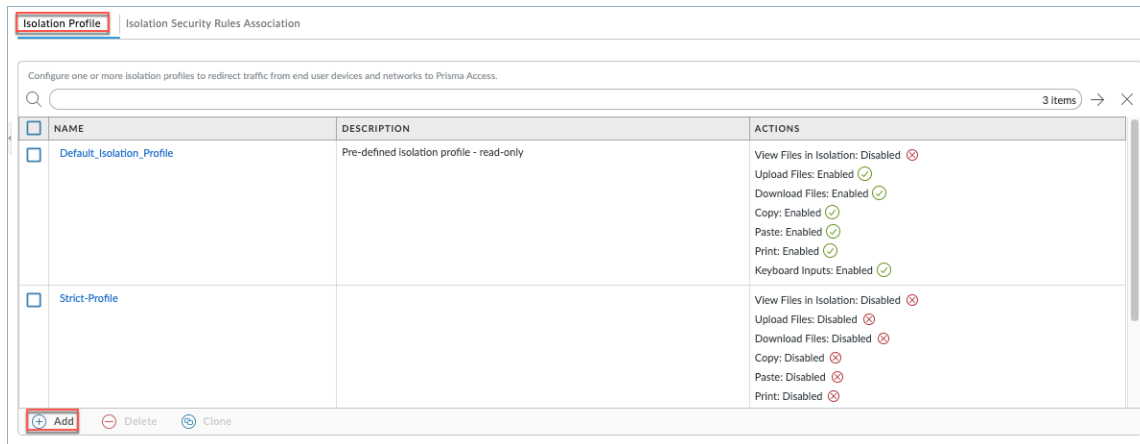 Isolation Profile
Isolation Security Rules Association
Configure one or more isolation profiles to redirect traffic from end user devices and networks to Prisma Access.
3 items
NAME
DESCRIPTION
ACTIONS
Default_Isolation_Profile
Pre-defined isolation profile - read-only
View Files in Isolation: Disabled
Upload Files: Enabled
Download Files: Enabled
Copy: Enabled
Paste: Enabled
Print: Enabled
Keyboard Inputs: Enabled
Strict-Profile
View Files in Isolation: Disabled
Upload Files: Disabled
Download Files: Disabled
Copy: Disabled
Paste: Disabled
Print: Disabled
Add
Delete
Clone